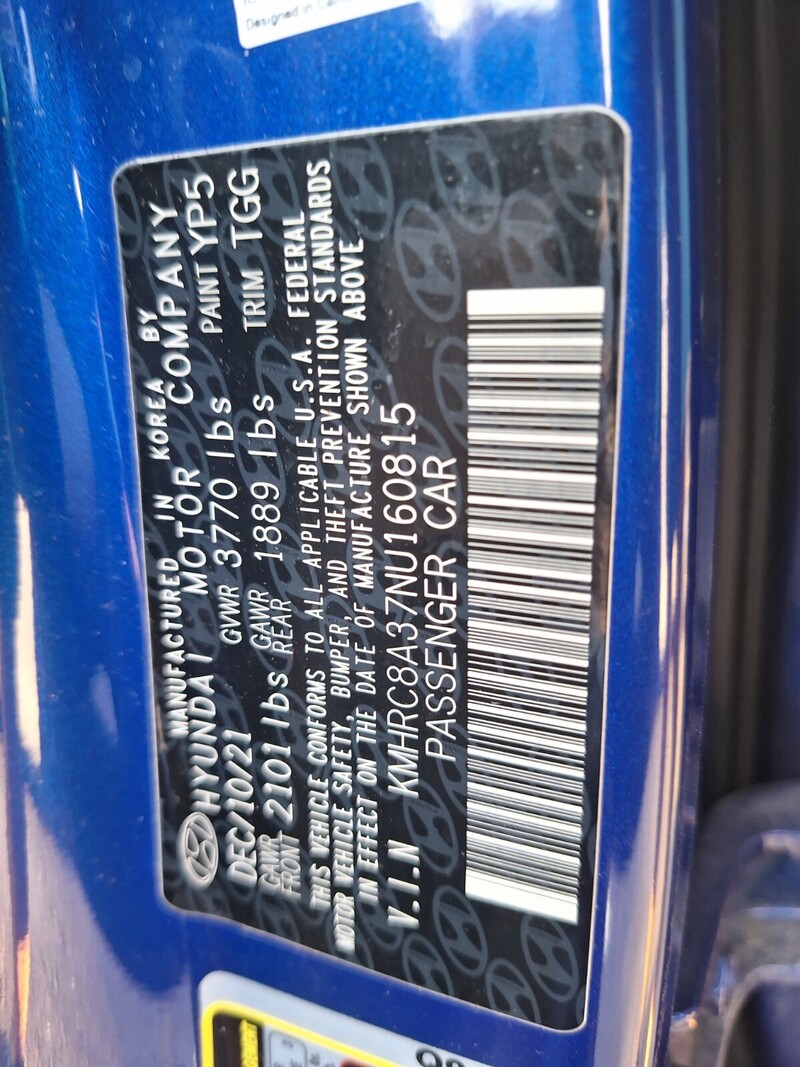 Designed in
MANUFACTURED IN KOREA BY
HYUNDAI MOTOR COMPANY
DEC/10/21 GVWR 3770 lbs PAINT YP5
GAWR FRONT 2101 lbs GAWR REAR 1889 lbs TRIM TGG
THIS VEHICLE CONFORMS TO ALL APPLICABLE U.S.A. FEDERAL
MOTOR VEHICLE SAFETY, BUMPER, AND THEFT PREVENTION STANDARDS
IN EFFECT ON THE DATE OF MANUFACTURE SHOWN ABOVE
V.I.N KMHRC8A37NU160815
PASSENGER CAR